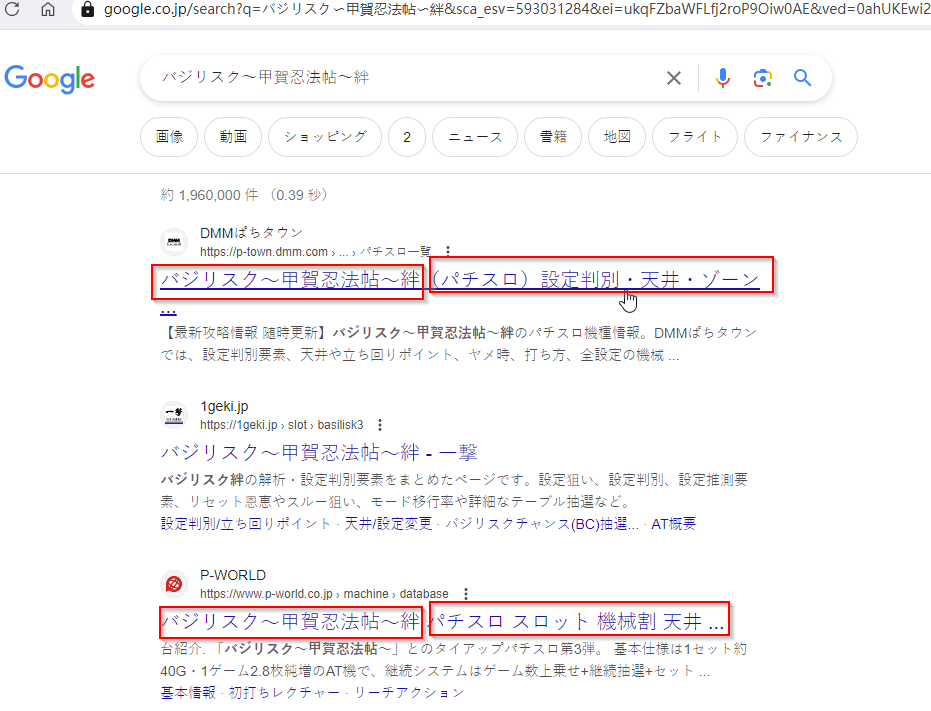 google.co.jp/search?q=バジリスク～甲賀忍法帖～絆&sca_esv=593031284&ei=ukqFZbaWFLfj2roP9Oiw0AE&ved=0ahUKEwi2
Google
バジリスク～甲賀忍法帖～絆
画像 動画 ショッピング 2 ニュース 書籍 地図 フライト ファイナンス
約 1,960,000 件 （0.39 秒）
DMMぱちタウン
https://p-town.dmm.com › ... › パチスロ一覧
バジリスク～甲賀忍法帖～絆（パチスロ）設定判別・天井・ゾーン
...
【最新攻略情報 随時更新】バジリスク～甲賀忍法帖～絆のパチスロ機種情報。DMMぱちタウン
では、設定判別要素、天井や立ち回りポイント、ヤメ時、打ち方、全設定の機械 ...
1geki.jp
https://1geki.jp › slot › basilisk3
バジリスク～甲賀忍法帖～絆 - 一撃
バジリスク絆の解析・設定判別要素をまとめたページです。設定狙い、設定判別、設定推測要
素、リセット恩恵やスルー狙い、モード移行率や詳細なテーブル抽選など。
設定判別/立ち回りポイント · 天井/設定変更 · バジリスクチャンス(BC)抽選... · AT概要
P-WORLD
https://www.p-world.co.jp › machine › database
バジリスク～甲賀忍法帖～絆 パチスロ スロット 機械割 天井 ...
台紹介. 「バジリスク～甲賀忍法帖～」とのタイアップパチスロ第3弾。 基本仕様は1セット約
40G・1ゲーム2.8枚純増のAT機で、継続システムはゲーム数上乗せ+継続抽選+セット ...
基本情報 · 初打ちレクチャー · リーチアクション